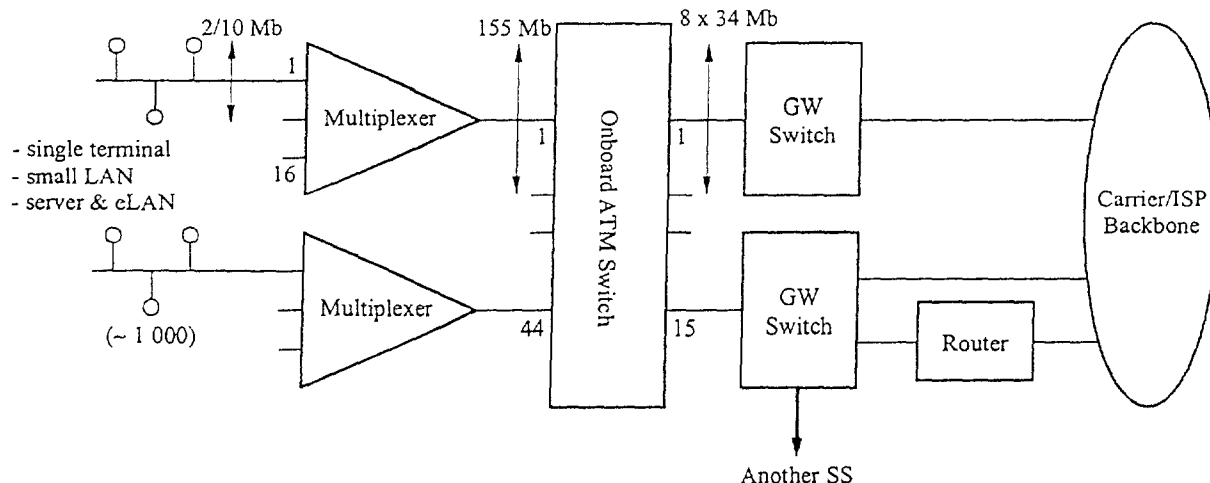 2/10 Mb
155 Mb
8 x 34 Mb
1
16
Multiplexer
- single terminal
- small LAN
- server & eLAN
1
Onboard ATM Switch
1
GW
Switch
Carrier/ISP
Backbone
Multiplexer
(~ 1 000)
44
15
GW
Switch
Router
Another SS